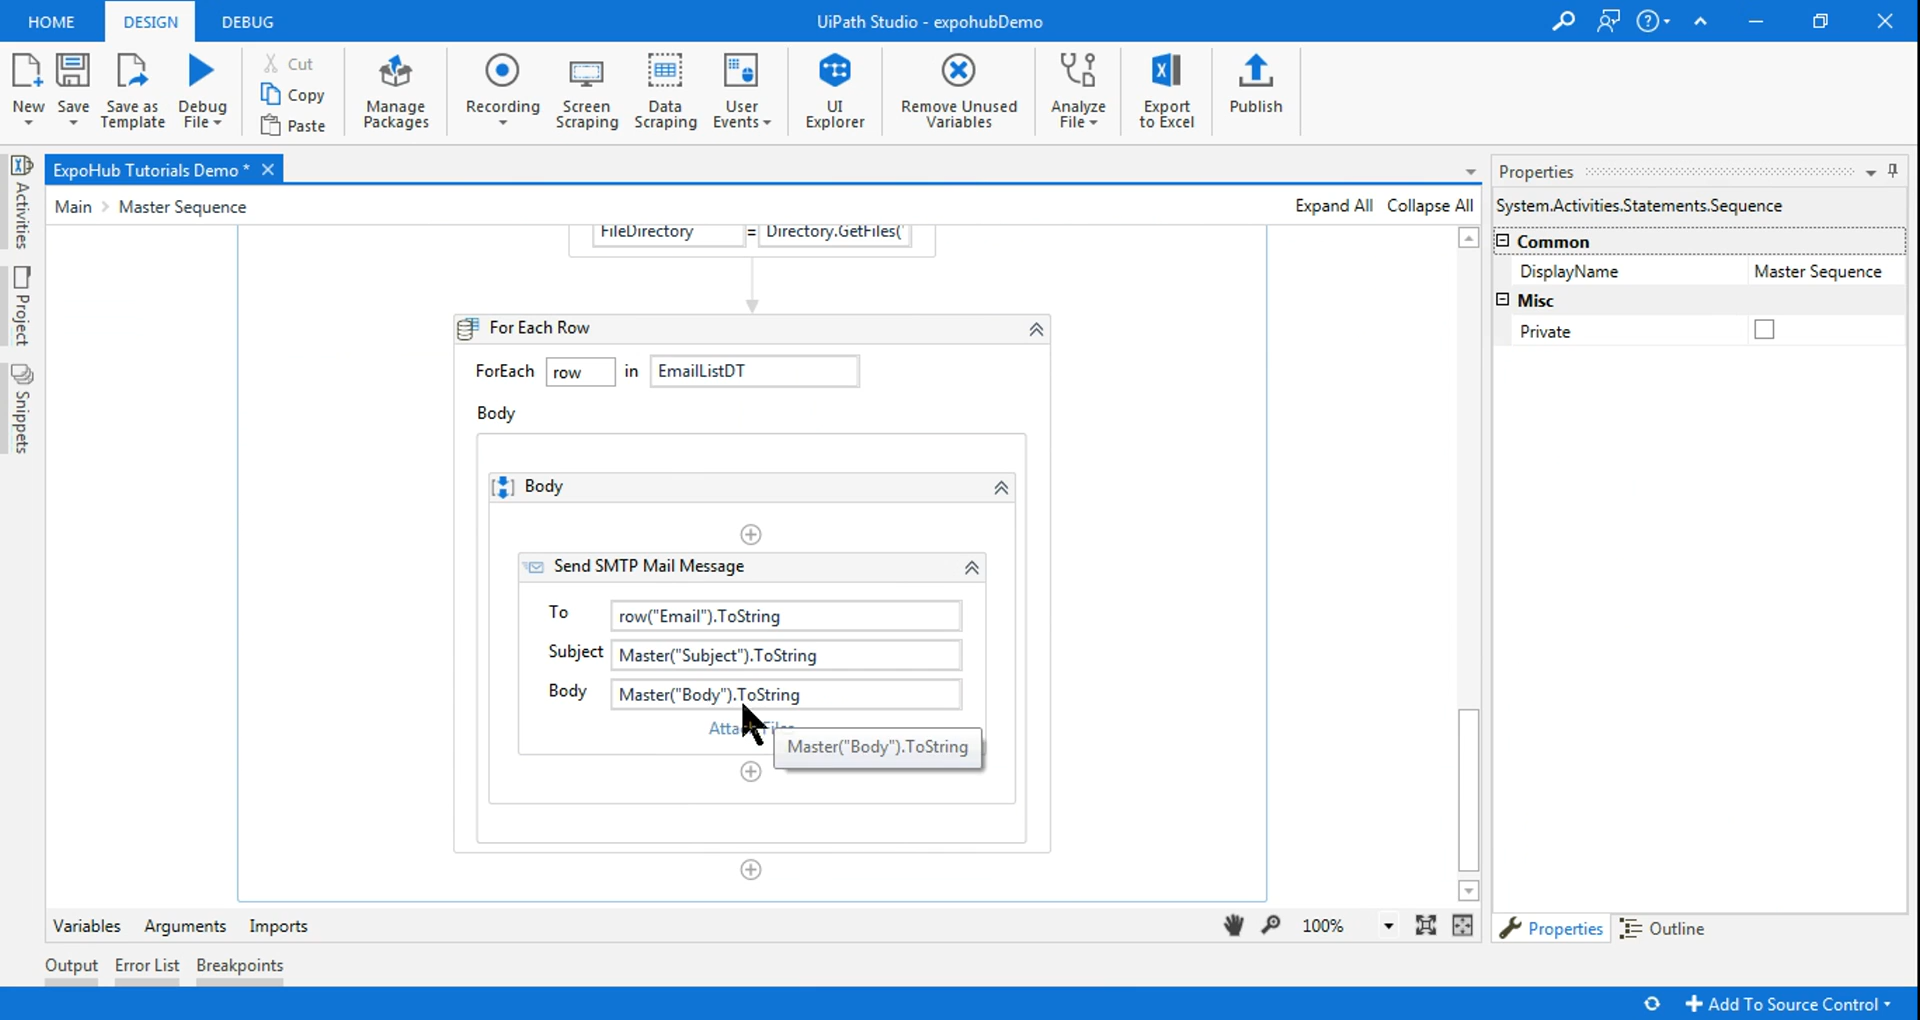 HOME DESIGN DEBUG UiPath Studio - expohubDemo
New Save Save as Template Debug File Cut Copy Paste Manage Packages Recording Screen Scraping Data Scraping User Events UI Explorer Remove Unused Variables Analyze File Export to Excel Publish
Activities
Project
Snippets
ExpoHub Tutorials Demo *
Main > Master Sequence Expand All Collapse All
FileDirectory = Directory.GetFiles('
For Each Row
ForEach row in EmailListDT
Body
Body
Send SMTP Mail Message
To row("Email").ToString
Subject Master("Subject").ToString
Body Master("Body").ToString
Master("Body").ToString
Properties
System.Activities.Statements.Sequence
Common
DisplayName Master Sequence
Misc
Private
Variables Arguments Imports 100%
Properties Outline
Output Error List Breakpoints
Add To Source Control